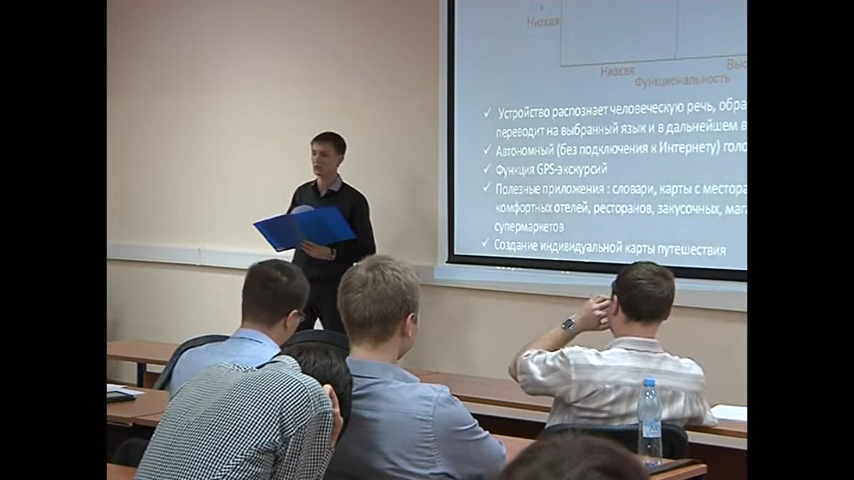 Низкая
Низкая
Функциональность
✓ Устройство распознает человеческую речь,
переводит на выбранный язык и в дальнейшем
✓ Автономный (без подключения к Интернету)
✓ Функция GPS-экскурсий
✓ Полезные приложения : словари, карты с
комфортных отелей, ресторанов, закусочных,
супермаркетов
✓ Создание индивидуальной карты путешествия